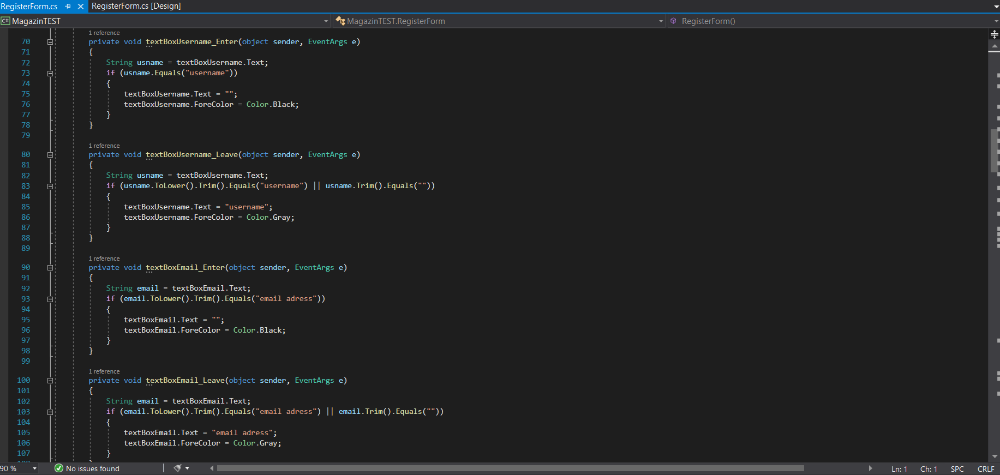 RegisterForm.cs RegisterForm.cs [Design]
C# MagazinTEST MagazinTEST.RegisterForm RegisterForm()
1 reference
70 private void textBoxUsername_Enter(object sender, EventArgs e)
71 {
72 String usname = textBoxUsername.Text;
73 if (usname.Equals("username"))
74 {
75 textBoxUsername.Text = "";
76 textBoxUsername.ForeColor = Color.Black;
77 }
78 }
79
1 reference
80 private void textBoxUsername_Leave(object sender, EventArgs e)
81 {
82 String usname = textBoxUsername.Text;
83 if (usname.ToLower().Trim().Equals("username") || usname.Trim().Equals(""))
84 {
85 textBoxUsername.Text = "username";
86 textBoxUsername.ForeColor = Color.Gray;
87 }
88 }
89
1 reference
90 private void textBoxEmail_Enter(object sender, EventArgs e)
91 {
92 String email = textBoxEmail.Text;
93 if (email.ToLower().Trim().Equals("email adress"))
94 {
95 textBoxEmail.Text = "";
96 textBoxEmail.ForeColor = Color.Black;
97 }
98 }
99
1 reference
100 private void textBoxEmail_Leave(object sender, EventArgs e)
101 {
102 String email = textBoxEmail.Text;
103 if (email.ToLower().Trim().Equals("email adress") || email.Trim().Equals(""))
104 {
105 textBoxEmail.Text = "email adress";
106 textBoxEmail.ForeColor = Color.Gray;
107 }
90 % No issues found Ln: 1 Ch: 1 SPC CRLF